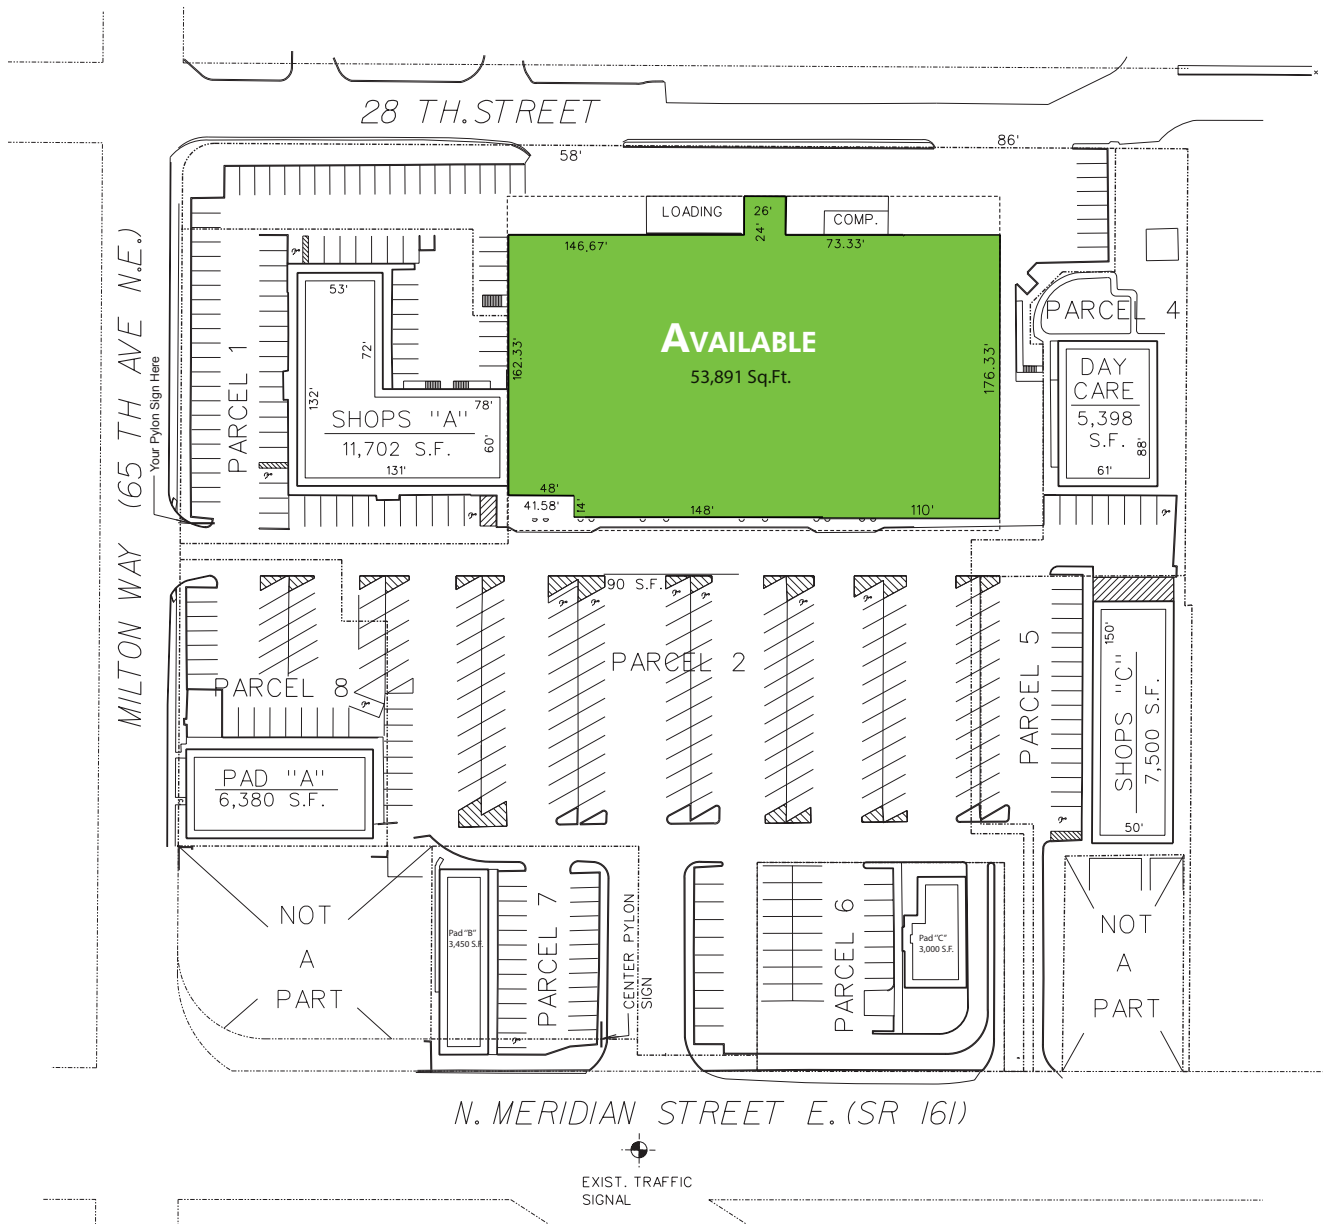 28 TH. STREET
58'
86'
LOADING
26'
24'
COMP.
146.67'
73.33'
AVAILABLE
53,891 Sq.Ft.
162.33'
176.33'
48'
41.58'
14'
148'
110'
MILTON WAY (65 TH AVE N.E.)
Your Pylon Sign Here
PARCEL 1
53'
72'
132'
78'
SHOPS "A"
11,702 S.F.
60'
131'
PARCEL 4
DAY
CARE
5,398
S.F.
88'
61'
90 S.F.
PARCEL 2
PARCEL 8
PARCEL 5
150'
SHOPS "C"
7,500 S.F.
50'
PAD "A"
6,380 S.F.
NOT
A
PART
Pad "B"
3,450 S.F.
PARCEL 7
CENTER PYLON
SIGN
PARCEL 6
Pad "C"
3,000 S.F.
NOT
A
PART
N. MERIDIAN STREET E. (SR 161)
EXIST. TRAFFIC
SIGNAL